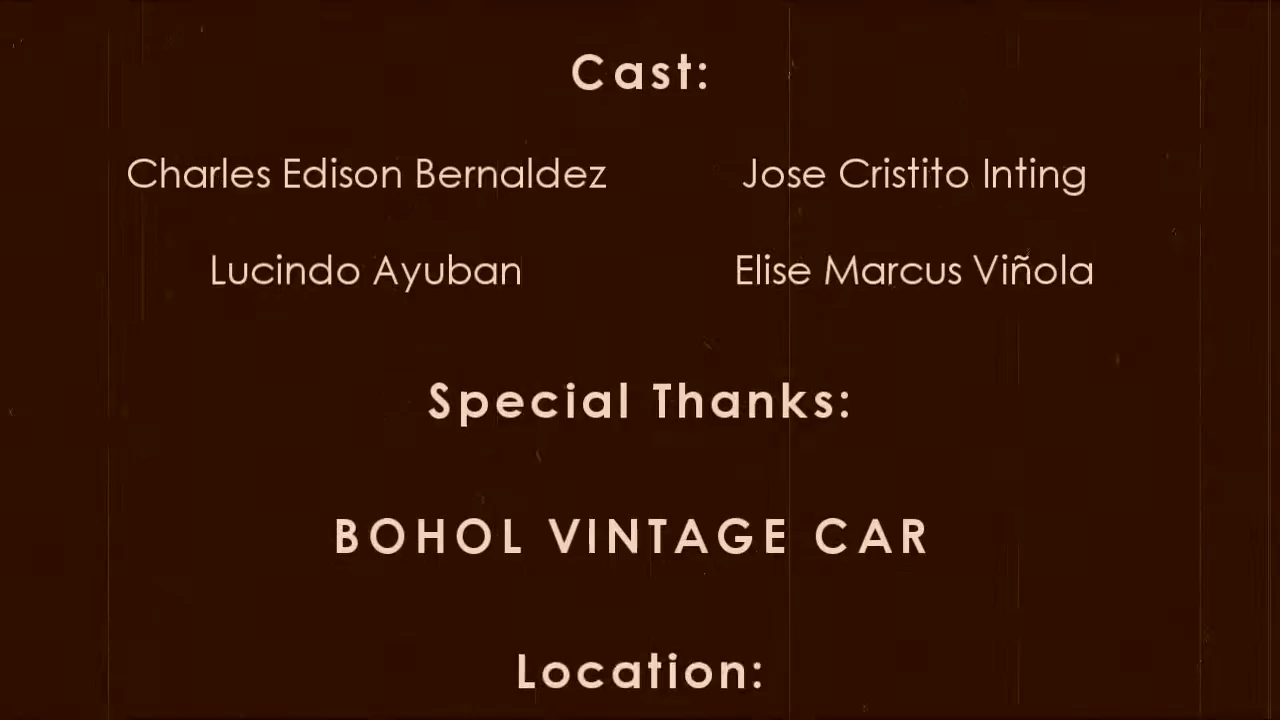 Cast:
Charles Edison Bernaldez Jose Cristito Inting
Lucindo Ayuban Elise Marcus Viñola
Special Thanks:
BOHOL VINTAGE CAR
Location: